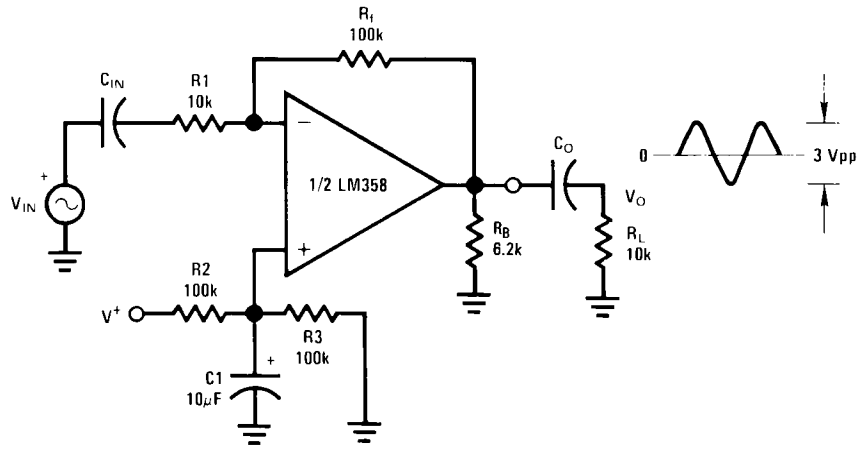 Rf
100k
CIN
R1
10k
−
+
VIN
1/2 LM358
+
CO
VO
0
3 Vpp
RB
6.2k
RL
10k
R2
100k
V+
R3
100k
+
C1
10μF